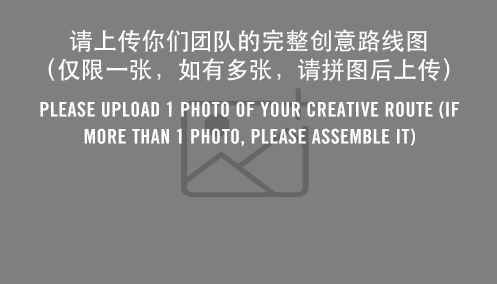 请上传你们团队的完整创意路线图
（仅限一张，如有多张，请拼图后上传）
PLEASE UPLOAD 1 PHOTO OF YOUR CREATIVE ROUTE (IF
MORE THAN 1 PHOTO, PLEASE ASSEMBLE IT)